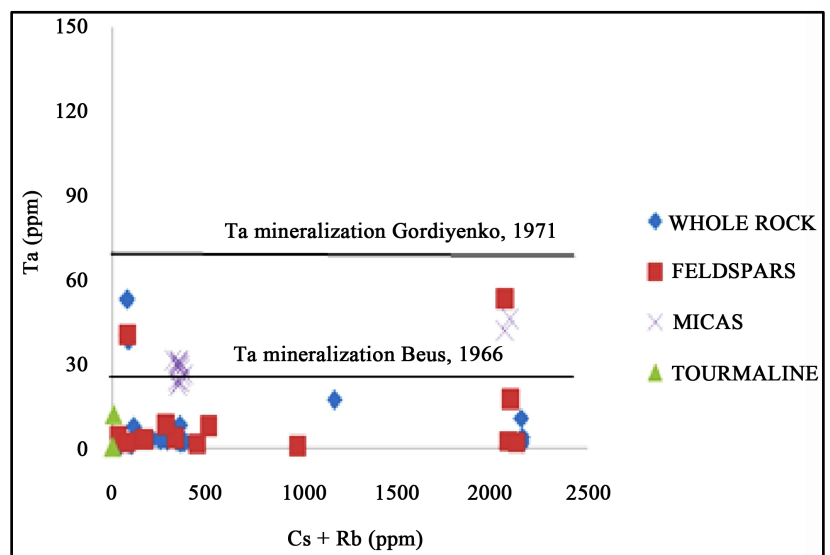 150
120
90
60
30
0
Ta (ppm)
Ta mineralization Gordiyenko, 1971
Ta mineralization Beus, 1966
0 500 1000 1500 2000 2500
Cs + Rb (ppm)
WHOLE ROCK
FELDSPARS
MICAS
TOURMALINE